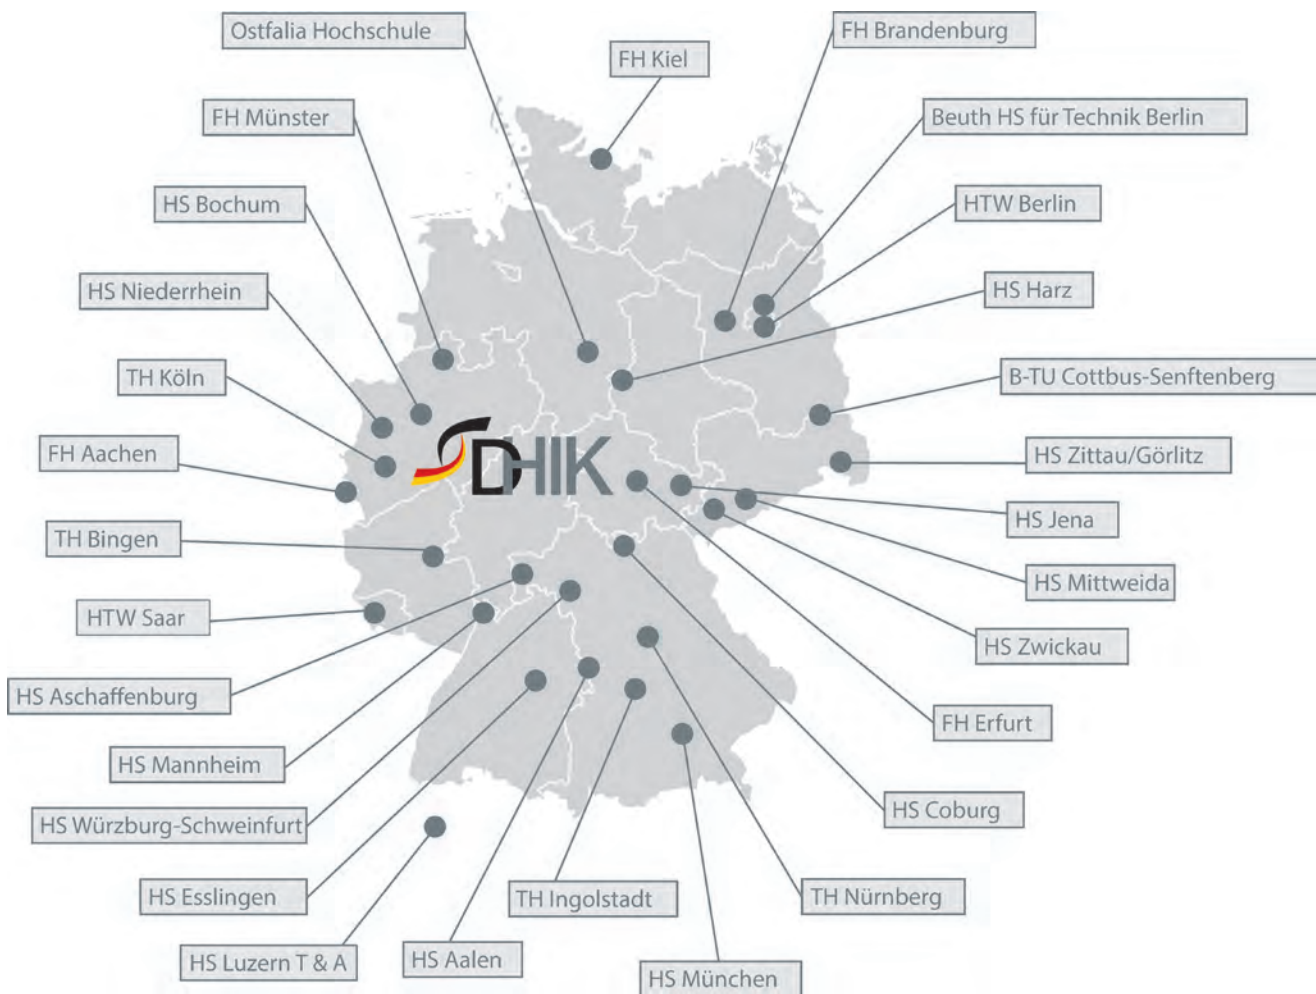 Ostfalia Hochschule
FH Brandenburg
FH Kiel
FH Münster
Beuth HS für Technik Berlin
HS Bochum
HTW Berlin
HS Niederrhein
HS Harz
TH Köln
B-TU Cottbus-Senftenberg
FH Aachen
DHIK
HS Zittau/Görlitz
HS Jena
TH Bingen
HS Mittweida
HTW Saar
HS Zwickau
HS Aschaffenburg
FH Erfurt
HS Mannheim
HS Coburg
HS Würzburg-Schweinfurt
HS Esslingen
TH Ingolstadt
TH Nürnberg
HS Luzern T & A
HS Aalen
HS München